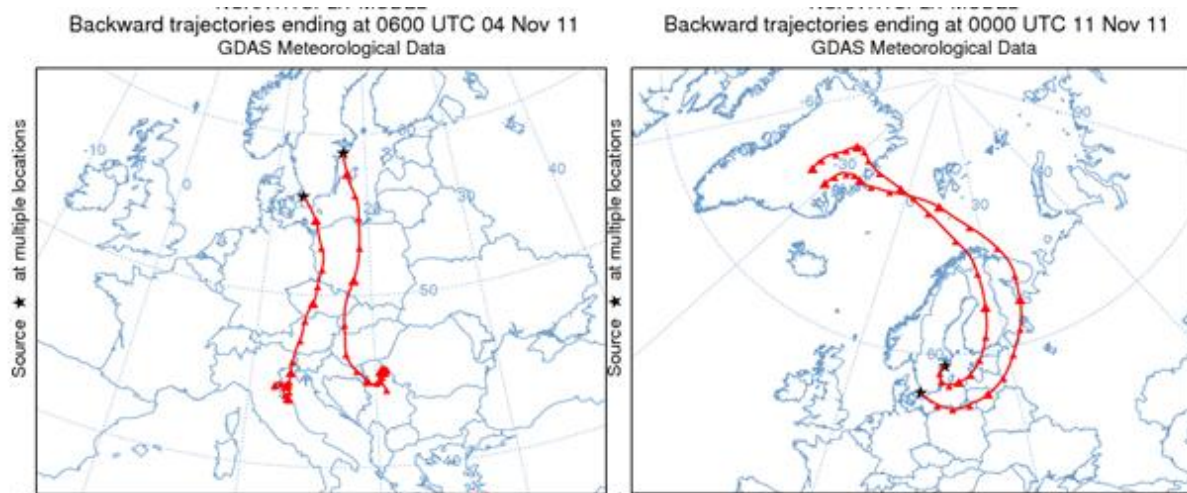 Backward trajectories ending at 0600 UTC 04 Nov 11
GDAS Meteorological Data
Source ★ at multiple locations
-10
0
40
30
20
50
Backward trajectories ending at 0000 UTC 11 Nov 11
GDAS Meteorological Data
Source ★ at multiple locations
90
-30
0
30
60